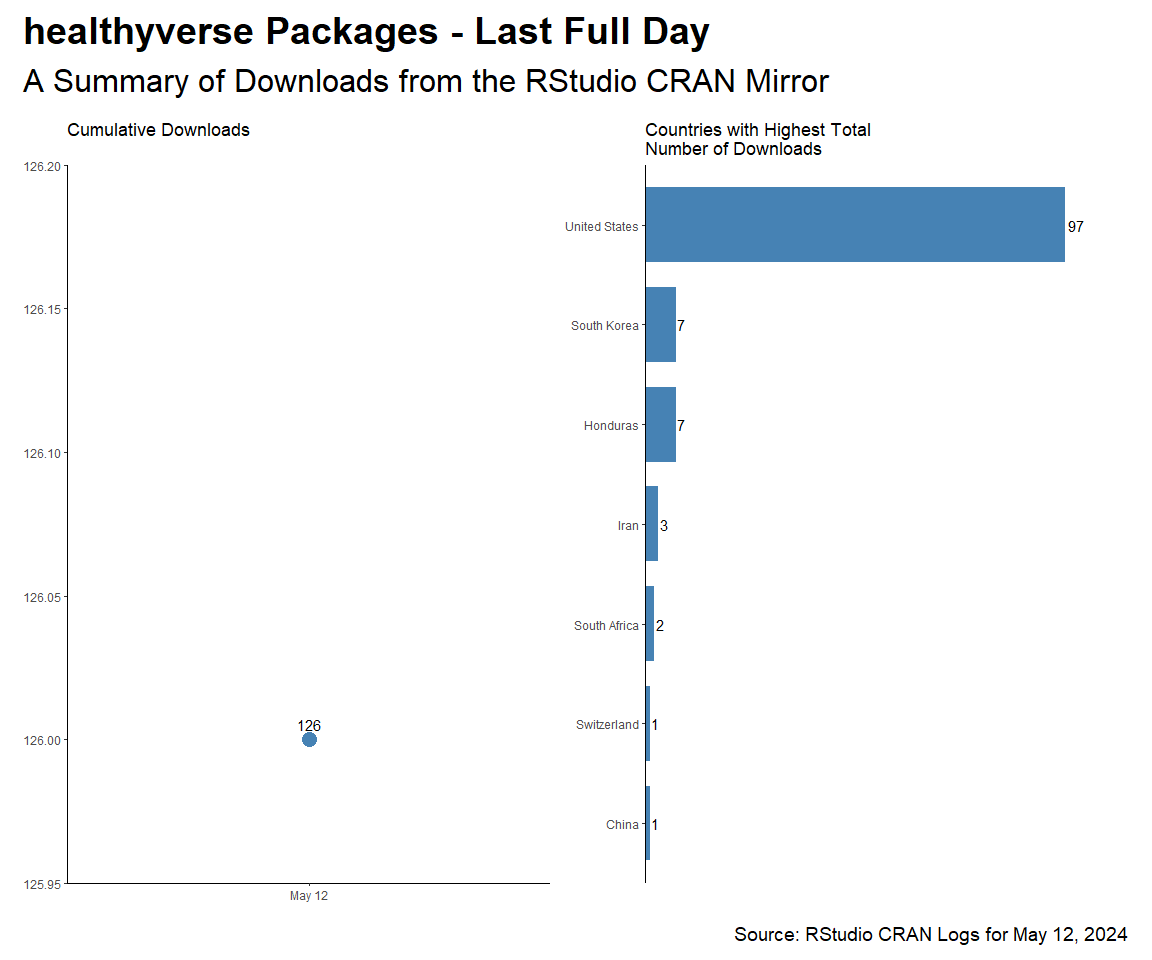 healthyverse Packages - Last Full Day
A Summary of Downloads from the RStudio CRAN Mirror
Cumulative Downloads
126.20
126.15
126.10
126.05
126.00
125.95
126
May 12
Countries with Highest Total
Number of Downloads
United States 97
South Korea 7
Honduras 7
Iran 3
South Africa 2
Switzerland 1
China 1
Source: RStudio CRAN Logs for May 12, 2024